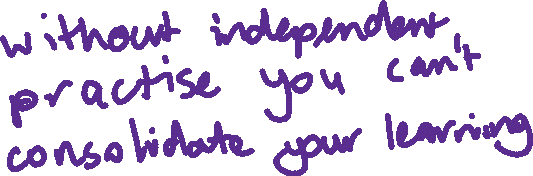 without independent
practise you can't
consolidate your learning